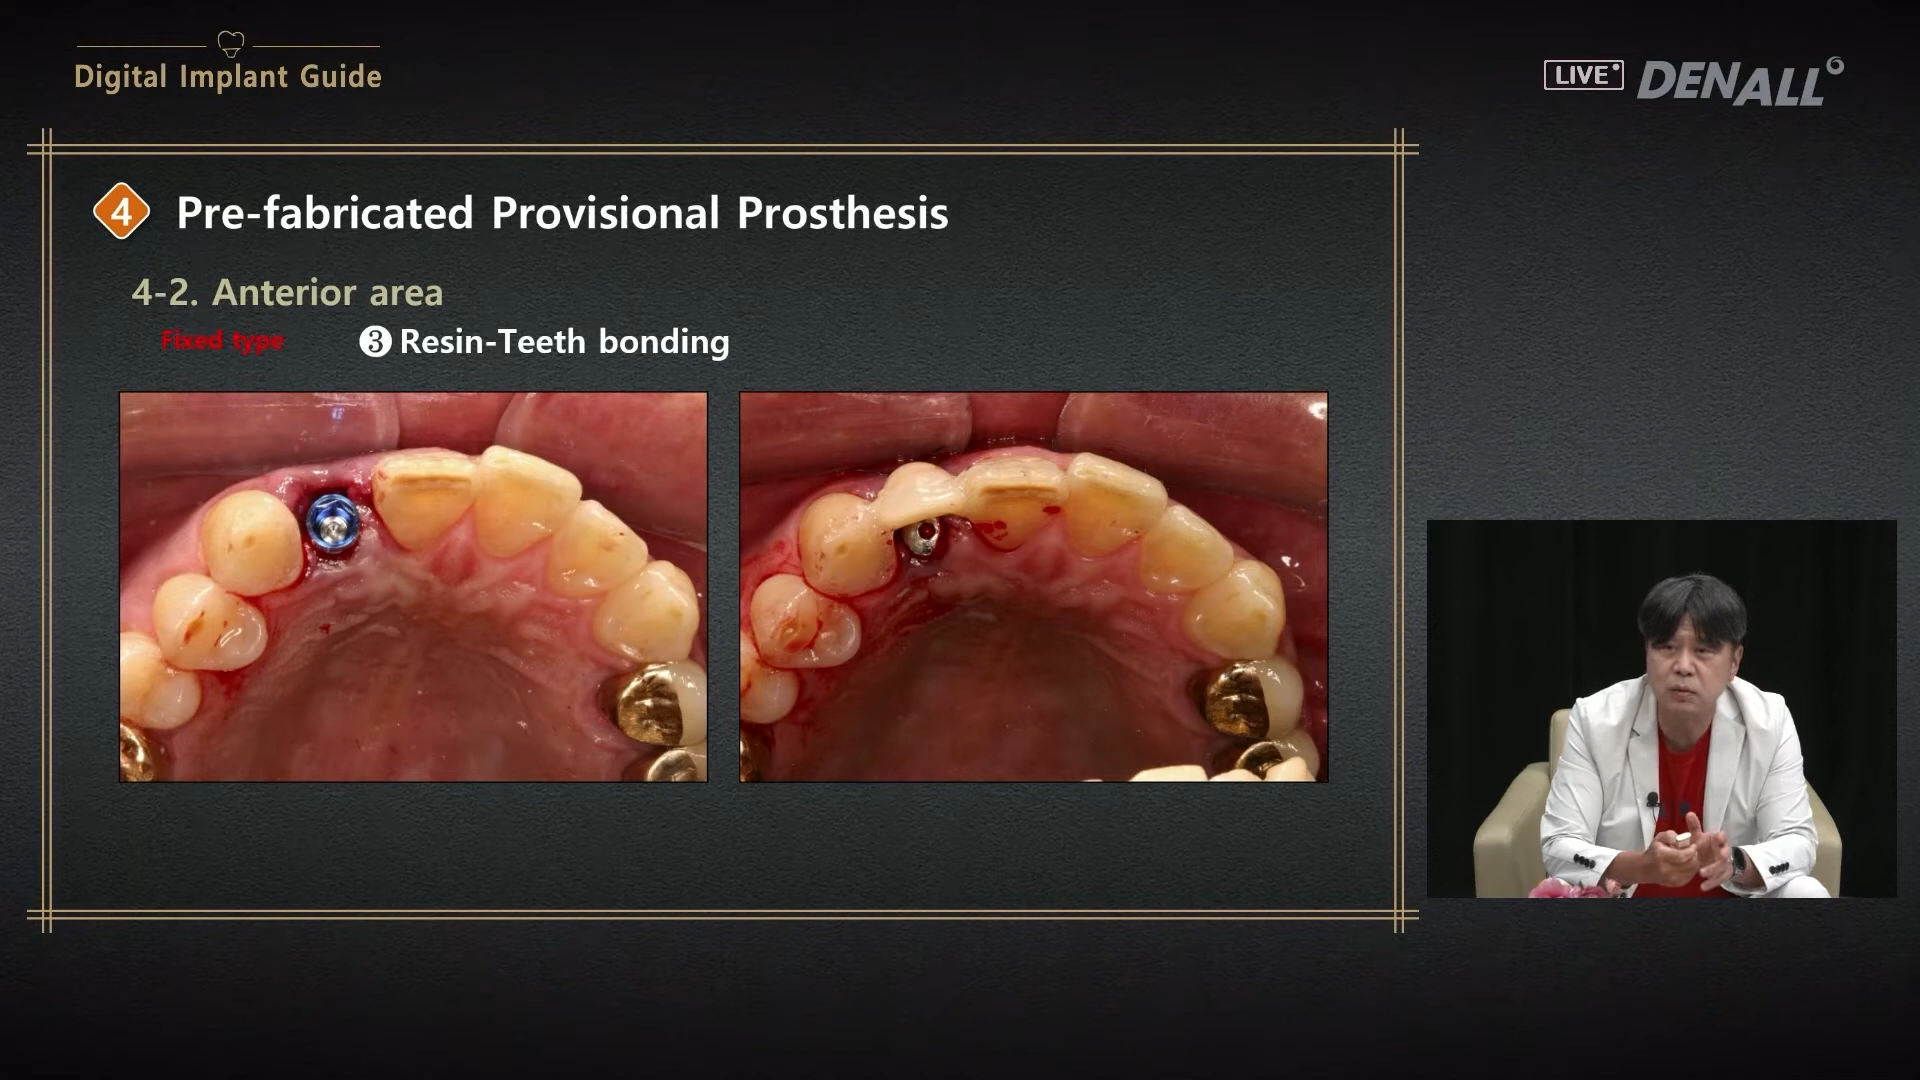 Digital Implant Guide
LIVE DENALL
4 Pre-fabricated Provisional Prosthesis
4-2. Anterior area
Fixed type ❸ Resin-Teeth bonding